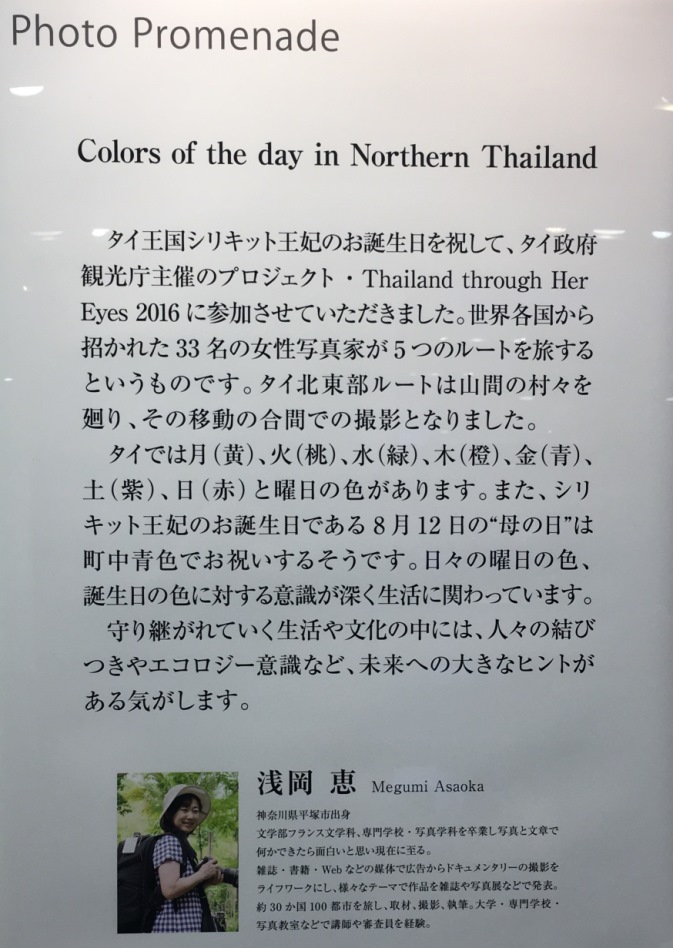 Photo Promenade
Colors of the day in Northern Thailand
タイ王国シリキット王妃のお誕生日を祝して、タイ政府
観光庁主催のプロジェクト・Thailand through Her
Eyes 2016 に参加させていただきました。世界各国から
招かれた 33 名の女性写真家が 5 つのルートを旅する
というものです。タイ北東部ルートは山間の村々を
廻り、その移動の合間での撮影となりました。
タイでは月(黄)、火(桃)、水(緑)、木(橙)、金(青)、
土(紫)、日(赤)と曜日の色があります。また、シリ
キット王妃のお誕生日である 8 月 12 日の“母の日”は
町中青色でお祝いするそうです。日々の曜日の色、
誕生日の色に対する意識が深く生活に関わっています。
守り継がれていく生活や文化の中には、人々の結び
つきやエコロジー意識など、未来への大きなヒントが
ある気がします。
浅岡 恵 Megumi Asaoka
神奈川県平塚市出身
文学部フランス文学科、専門学校・写真学科を卒業し写真と文章で
何かできたら面白いと思い現在に至る。
雑誌・書籍・Web などの媒体で広告からドキュメンタリーの撮影を
ライフワークにし、様々なテーマで作品を雑誌や写真展などで発表。
約 30 か国 100 都市を旅し、取材、撮影、執筆。大学・専門学校・
写真教室などで講師や審査員を経験。